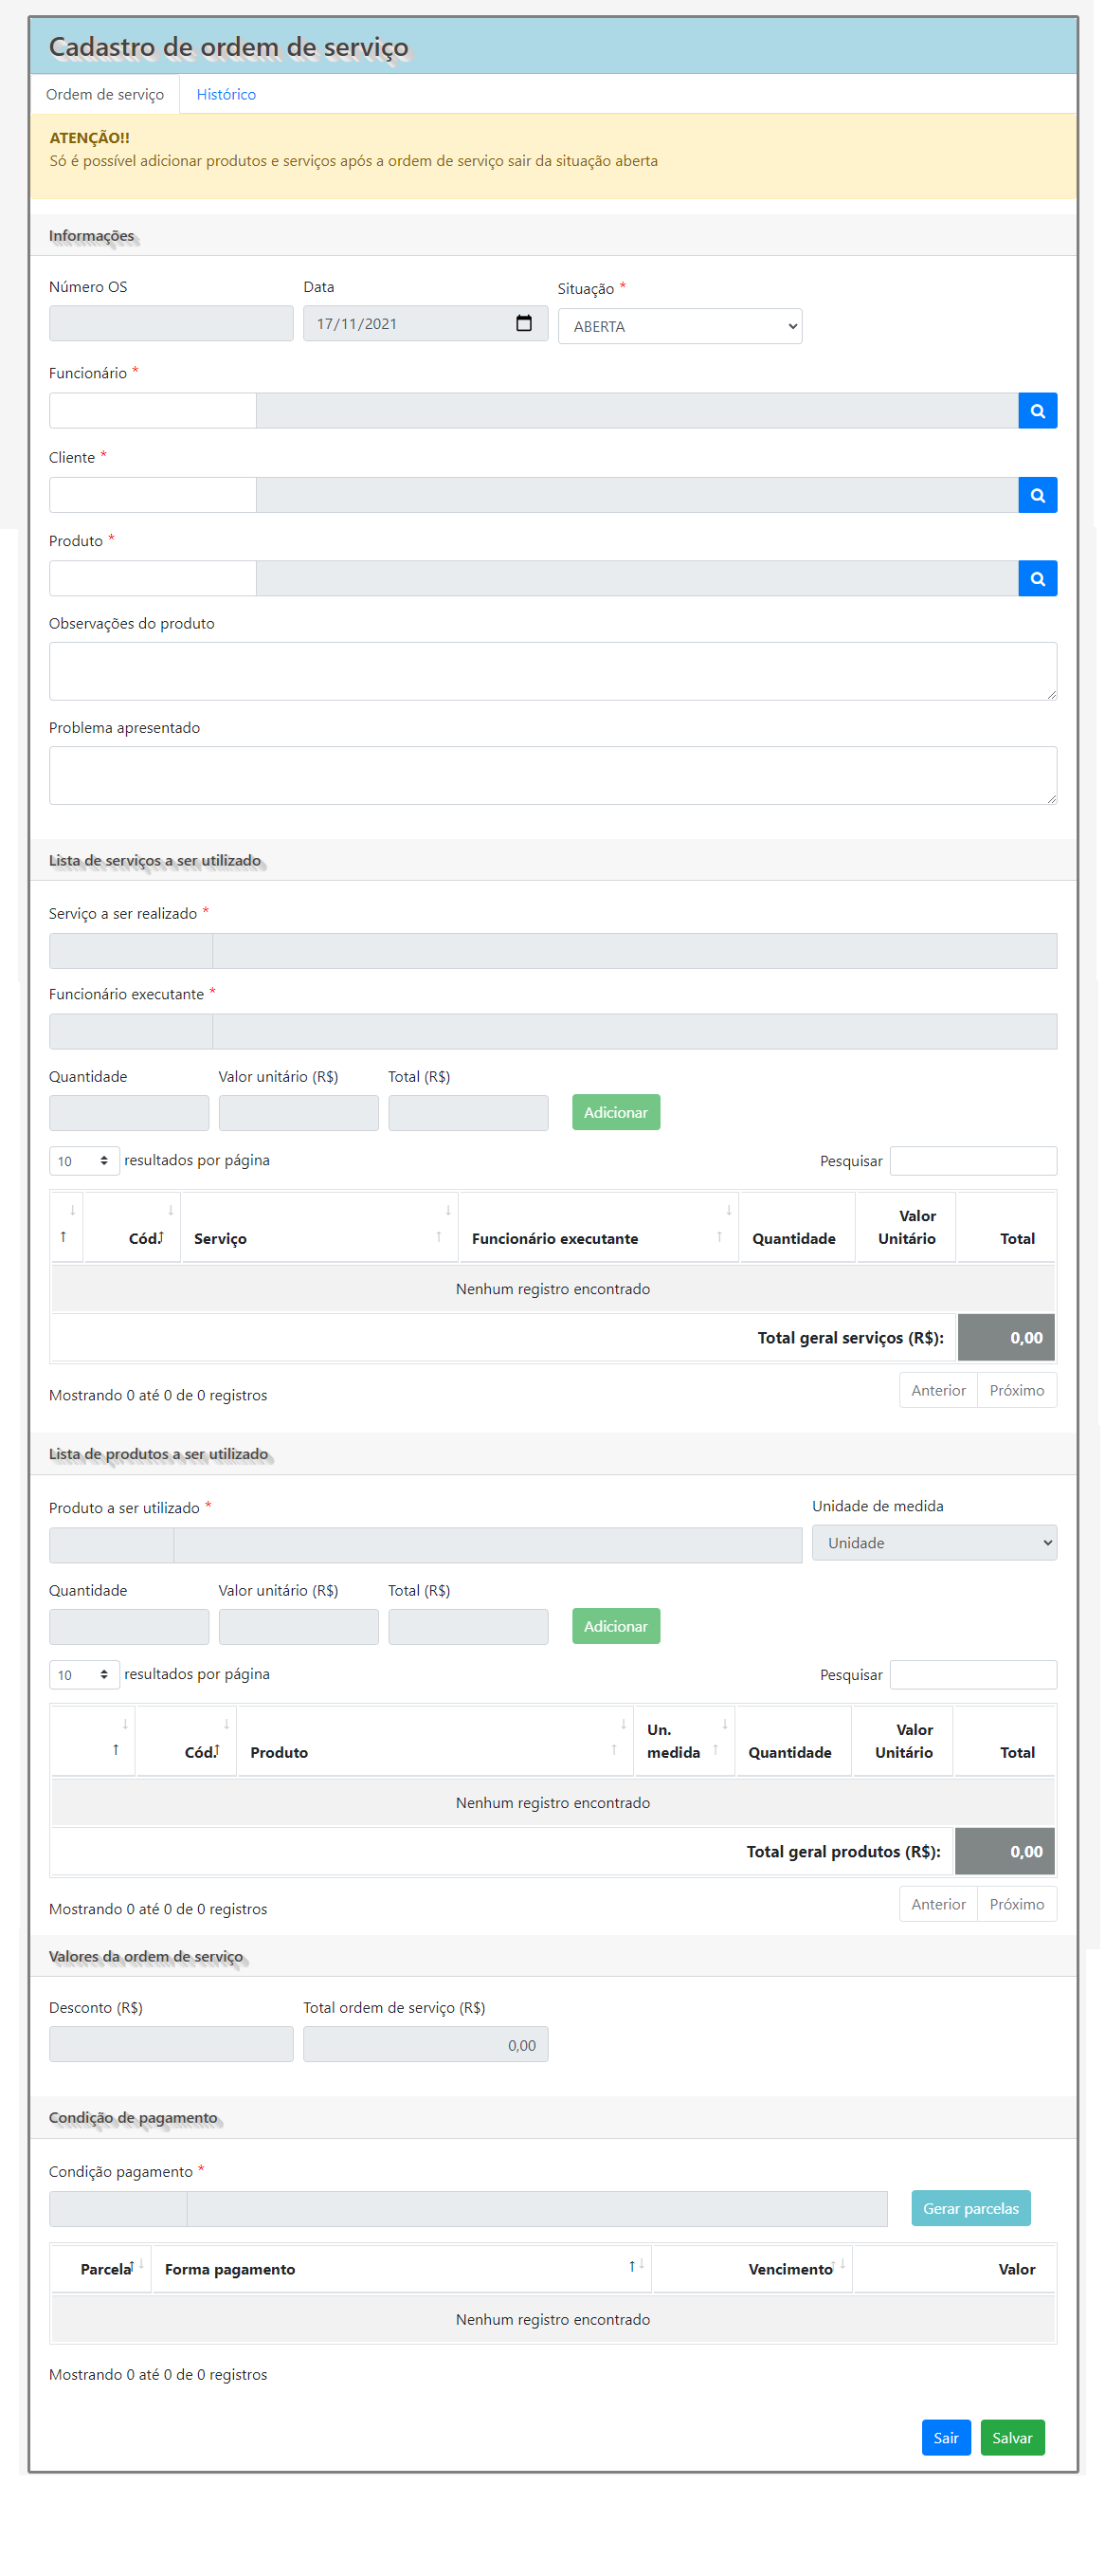 Cadastro de ordem de serviço
Ordem de serviço Histórico
ATENÇÃO!!
Só é possível adicionar produtos e serviços após a ordem de serviço sair da situação aberta
Informações
Número OS Data Situação *
17/11/2021 ABERTA
Funcionário *
Cliente *
Produto *
Observações do produto
Problema apresentado
Lista de serviços a ser utilizado
Serviço a ser realizado *
Funcionário executante *
Quantidade Valor unitário (R$) Total (R$)
Adicionar
10 resultados por página Pesquisar
Cód. Serviço Funcionário executante Quantidade Valor Unitário Total
Nenhum registro encontrado
Total geral serviços (R$): 0,00
Mostrando 0 até 0 de 0 registros Anterior Próximo
Lista de produtos a ser utilizado
Produto a ser utilizado * Unidade de medida
Unidade
Quantidade Valor unitário (R$) Total (R$)
Adicionar
10 resultados por página Pesquisar
Cód. Produto Un. medida Quantidade Valor Unitário Total
Nenhum registro encontrado
Total geral produtos (R$): 0,00
Mostrando 0 até 0 de 0 registros Anterior Próximo
Valores da ordem de serviço
Desconto (R$) Total ordem de serviço (R$)
0,00
Condição de pagamento
Condição pagamento *
Gerar parcelas
Parcela Forma pagamento Vencimento Valor
Nenhum registro encontrado
Mostrando 0 até 0 de 0 registros
Sair Salvar